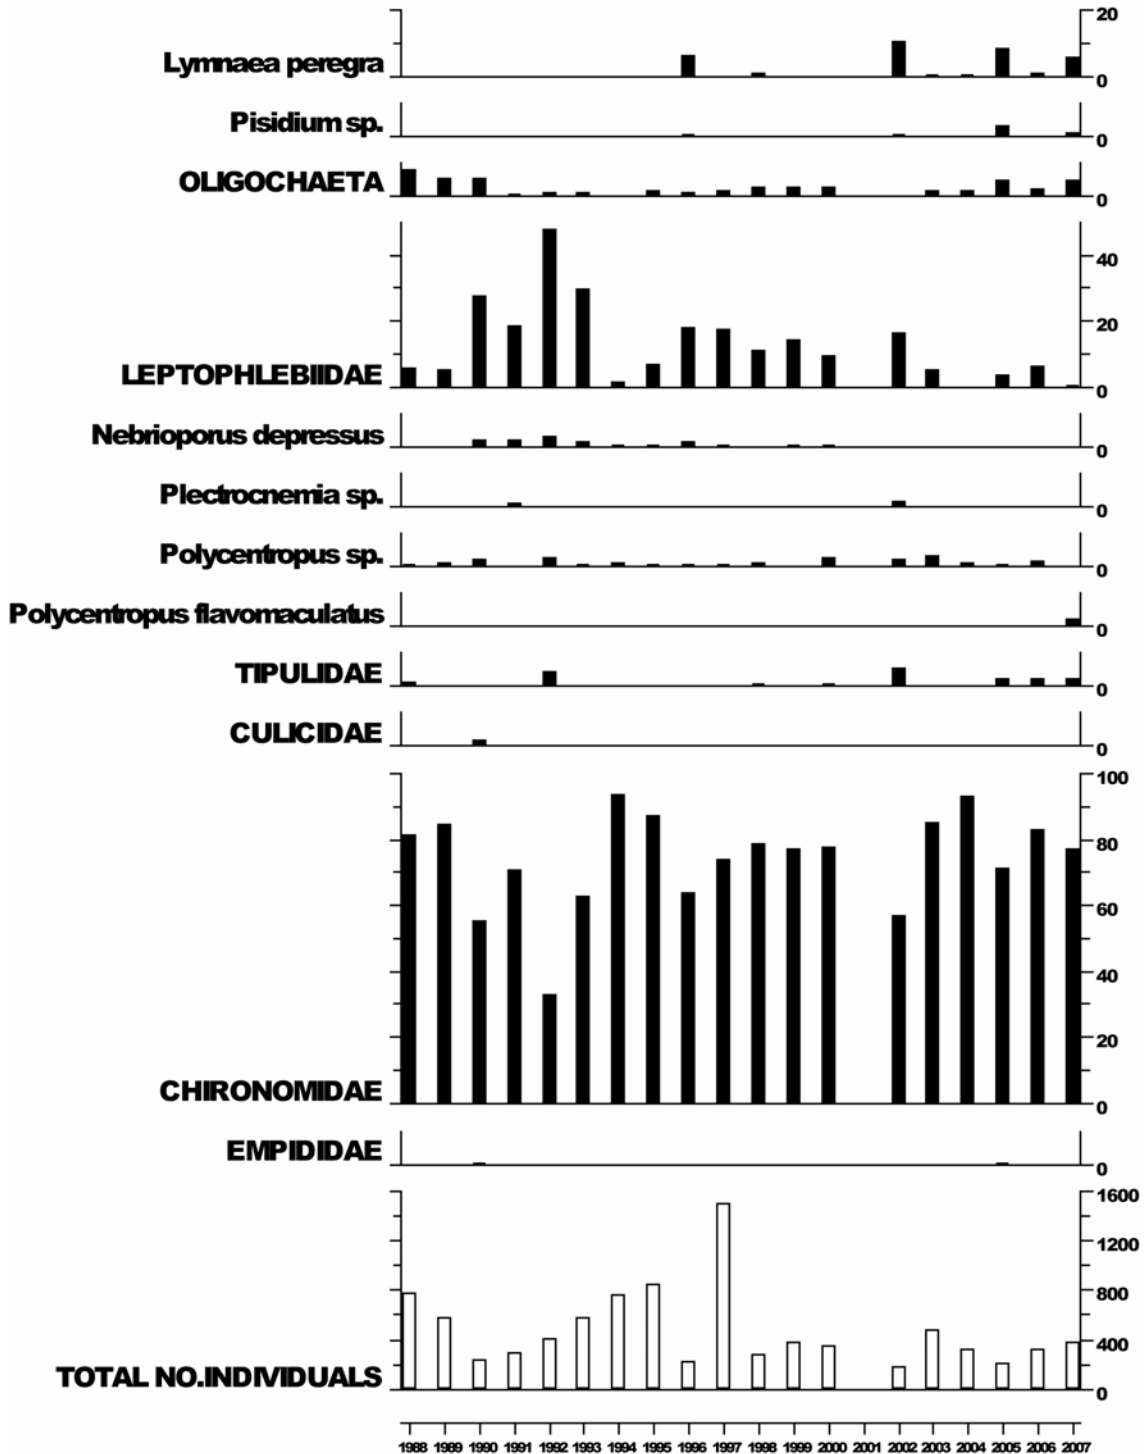 20
Lymnaea peregra
0
Pisidium sp.
0
OLIGOCHAETA
0
40
20
LEPTOPHLEBIIDAE
0
Nebrioporus depressus
0
Plectrocnemia sp.
0
Polycentropus sp.
0
Polycentropus flavomaculatus
0
TIPULIDAE
0
CULICIDAE
0
100
80
60
40
20
CHIRONOMIDAE
0
EMPIDIDAE
0
1600
1200
800
400
TOTAL NO.INDIVIDUALS
0
1988 1989 1990 1991 1992 1993 1994 1995 1996 1997 1998 1999 2000 2001 2002 2003 2004 2005 2006 2007